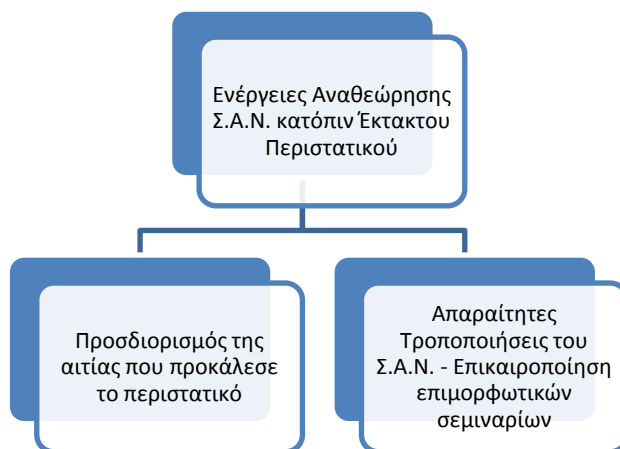 Ενέργειες Αναθεώρησης
Σ.Α.Ν. κατόπιν Έκτακτου
Περιστατικού
Προσδιορισμός της
αιτίας που προκάλεσε
το περιστατικό
Απαραίτητες
Τροποποιήσεις του
Σ.Α.Ν. - Επικαιροποίηση
επιμορφωτικών
σεμιναρίων